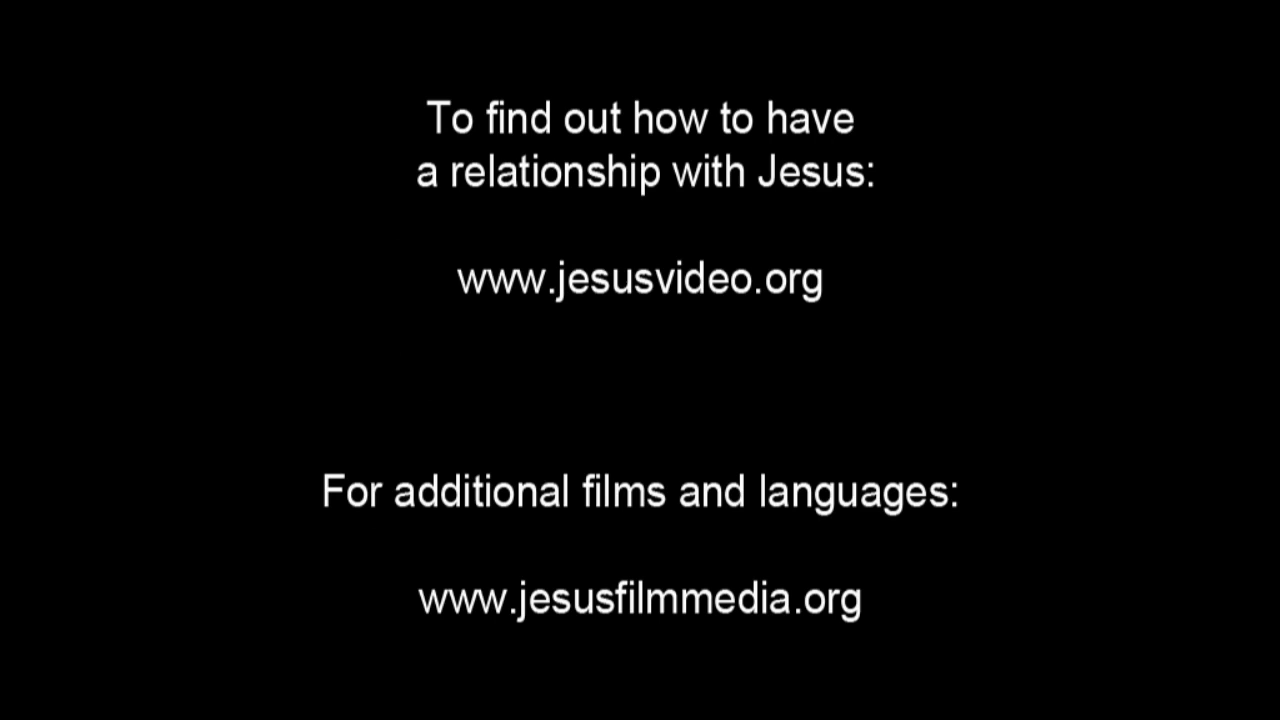 To find out how to have
a relationship with Jesus:
www.jesusvideo.org
For additional films and languages:
www.jesusfilmmedia.org